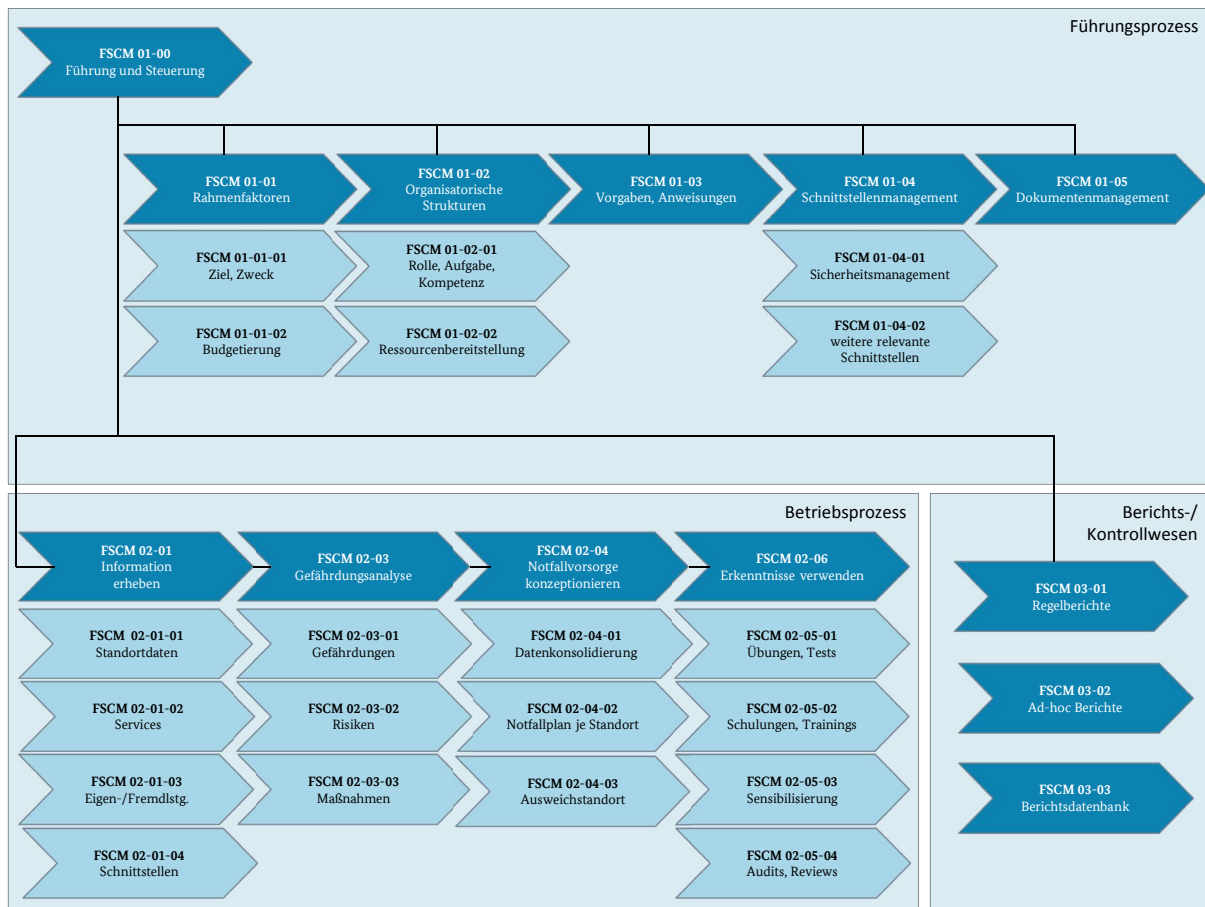 Führungsprozess
FSCM 01-00
Führung und Steuerung
FSCM 01-01
Rahmenfaktoren
FSCM 01-02
Organisatorische
Strukturen
FSCM 01-03
Vorgaben, Anweisungen
FSCM 01-04
Schnittstellenmanagement
FSCM 01-05
Dokumentenmanagement
FSCM 01-01-01
Ziel, Zweck
FSCM 01-02-01
Rolle, Aufgabe,
Kompetenz
FSCM 01-04-01
Sicherheitsmanagement
FSCM 01-01-02
Budgetierung
FSCM 01-02-02
Ressourcenbereitstellung
FSCM 01-04-02
weitere relevante
Schnittstellen
Betriebsprozess
FSCM 02-01
Information
erheben
FSCM 02-03
Gefährdungsanalyse
FSCM 02-04
Notfallvorsorge
konzeptionieren
FSCM 02-06
Erkenntnisse verwenden
FSCM 02-01-01
Standortdaten
FSCM 02-03-01
Gefährdungen
FSCM 02-04-01
Datenkonsolidierung
FSCM 02-05-01
Übungen, Tests
FSCM 02-01-02
Services
FSCM 02-03-02
Risiken
FSCM 02-04-02
Notfallplan je Standort
FSCM 02-05-02
Schulungen, Trainings
FSCM 02-01-03
Eigen-/Fremdlstg.
FSCM 02-03-03
Maßnahmen
FSCM 02-04-03
Ausweichstandort
FSCM 02-05-03
Sensibilisierung
FSCM 02-01-04
Schnittstellen
FSCM 02-05-04
Audits, Reviews
Berichts-/
Kontrollwesen
FSCM 03-01
Regelberichte
FSCM 03-02
Ad-hoc Berichte
FSCM 03-03
Berichtsdatenbank